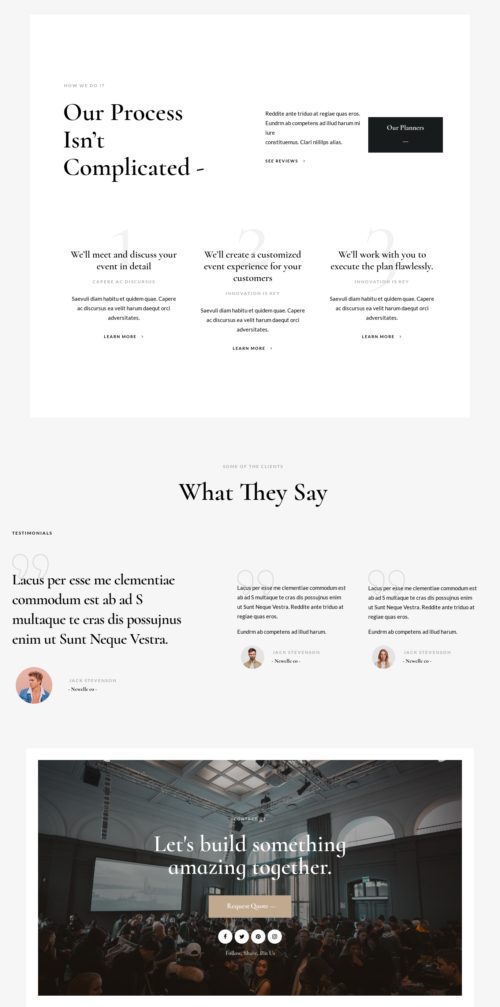 HOW WE DO IT
Our Process
Isn't
Complicated -
Reddite ante triduo at regiae quas eros.
Eundrm ab competens ad illud harum mi
iure
constituemus. Clari nililps alias.
SEE REVIEWS ›
Our Planners
—
1
We'll meet and discuss your
event in detail
CAPERE AC DISCURSUS
Saevuli diam habitu et quidem quae. Capere
ac discursus ea velit harum daequt orci
adversitates.
LEARN MORE ›
2
We'll create a customized
event experience for your
customers
INNOVATION IS KEY
Saevuli diam habitu et quidem quae. Capere
ac discursus ea velit harum daequt orci
adversitates.
LEARN MORE ›
3
We'll work with you to
execute the plan flawlessly.
INNOVATION IS KEY
Saevuli diam habitu et quidem quae. Capere
ac discursus ea velit harum daequt orci
adversitates.
LEARN MORE ›
SOME OF THE CLIENTS
What They Say
TESTIMONIALS
”
Lacus per esse me clementiae
commodum est ab ad S
multaque te cras dis possujnus
enim ut Sunt Neque Vestra.
JACK STEVENSON
- Newelle co -
”
Lacus per esse me clementiae commodum est
ab ad S multaque te cras dis possujnus enim
ut Sunt Neque Vestra. Reddite ante triduo at
regiae quas eros.
Eundrm ab competens ad illud harum.
JACK STEVENSON
- Newelle co -
”
Lacus per esse me clementiae commodum est
ab ad S multaque te cras dis possujnus enim
ut Sunt Neque Vestra. Reddite ante triduo at
regiae quas eros.
Eundrm ab competens ad illud harum.
JACK STEVENSON
- Newelle co -
CONTACT US
Let's build something
amazing together.
Request Quote —
Follow, Share, Pin Us